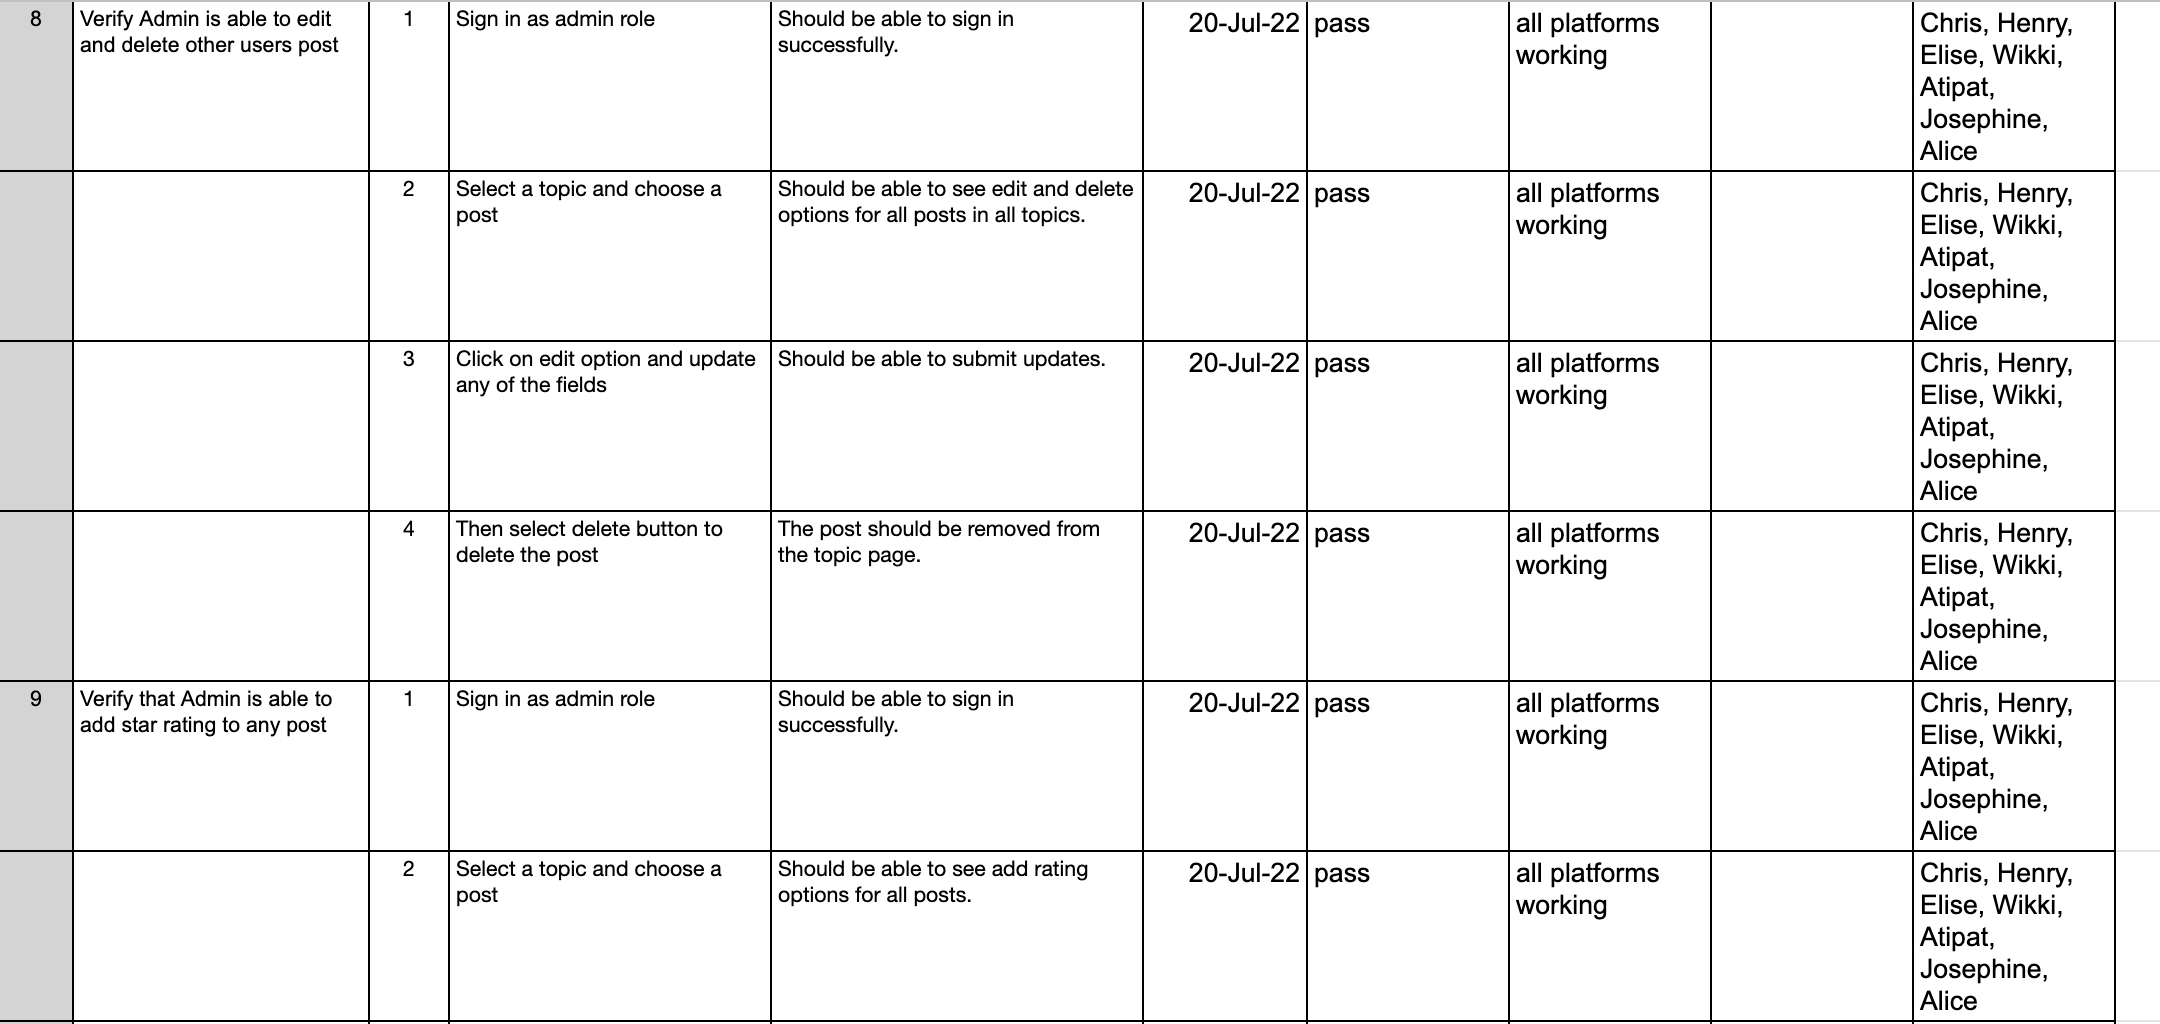 8
Verify Admin is able to edit
and delete other users post
1
Sign in as admin role
Should be able to sign in
successfully.
20-Jul-22
pass
all platforms
working
Chris, Henry,
Elise, Wikki,
Atipat,
Josephine,
Alice
2
Select a topic and choose a
post
Should be able to see edit and delete
options for all posts in all topics.
20-Jul-22
pass
all platforms
working
Chris, Henry,
Elise, Wikki,
Atipat,
Josephine,
Alice
3
Click on edit option and update
any of the fields
Should be able to submit updates.
20-Jul-22
pass
all platforms
working
Chris, Henry,
Elise, Wikki,
Atipat,
Josephine,
Alice
4
Then select delete button to
delete the post
The post should be removed from
the topic page.
20-Jul-22
pass
all platforms
working
Chris, Henry,
Elise, Wikki,
Atipat,
Josephine,
Alice
9
Verify that Admin is able to
add star rating to any post
1
Sign in as admin role
Should be able to sign in
successfully.
20-Jul-22
pass
all platforms
working
Chris, Henry,
Elise, Wikki,
Atipat,
Josephine,
Alice
2
Select a topic and choose a
post
Should be able to see add rating
options for all posts.
20-Jul-22
pass
all platforms
working
Chris, Henry,
Elise, Wikki,
Atipat,
Josephine,
Alice